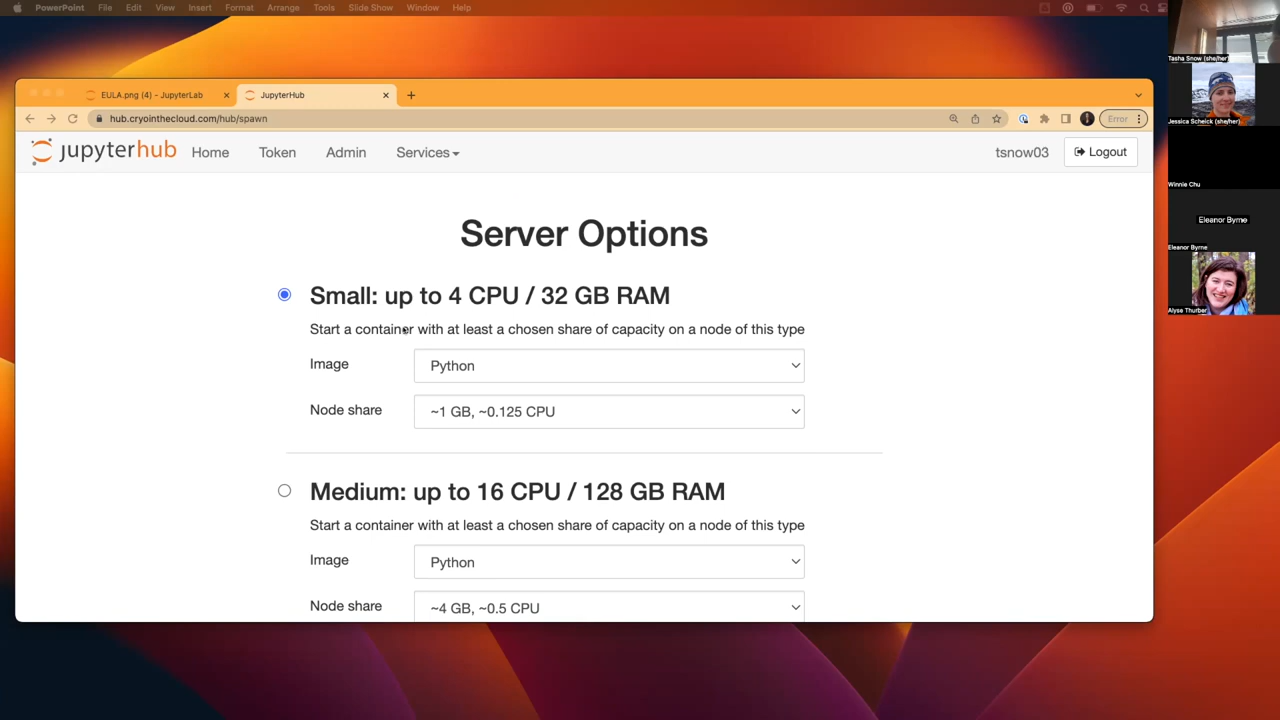 PowerPoint File Edit View Insert Format Arrange Tools Slide Show Window Help
EULA.png (4) - JupyterLab
JupyterHub
hub.cryointhecloud.com/hub/spawn
Error
jupyterhub Home Token Admin Services
tsnow03 Logout
Server Options
Small: up to 4 CPU / 32 GB RAM
Start a container with at least a chosen share of capacity on a node of this type
Image Python
Node share ~1 GB, ~0.125 CPU
Medium: up to 16 CPU / 128 GB RAM
Start a container with at least a chosen share of capacity on a node of this type
Image Python
Node share ~4 GB, ~0.5 CPU
Tasha Snow (she/her)
Jessica Scheick (she/her)
Winnie Chu
Eleanor Byrne
Eleanor Byrne
Alyse Thurber